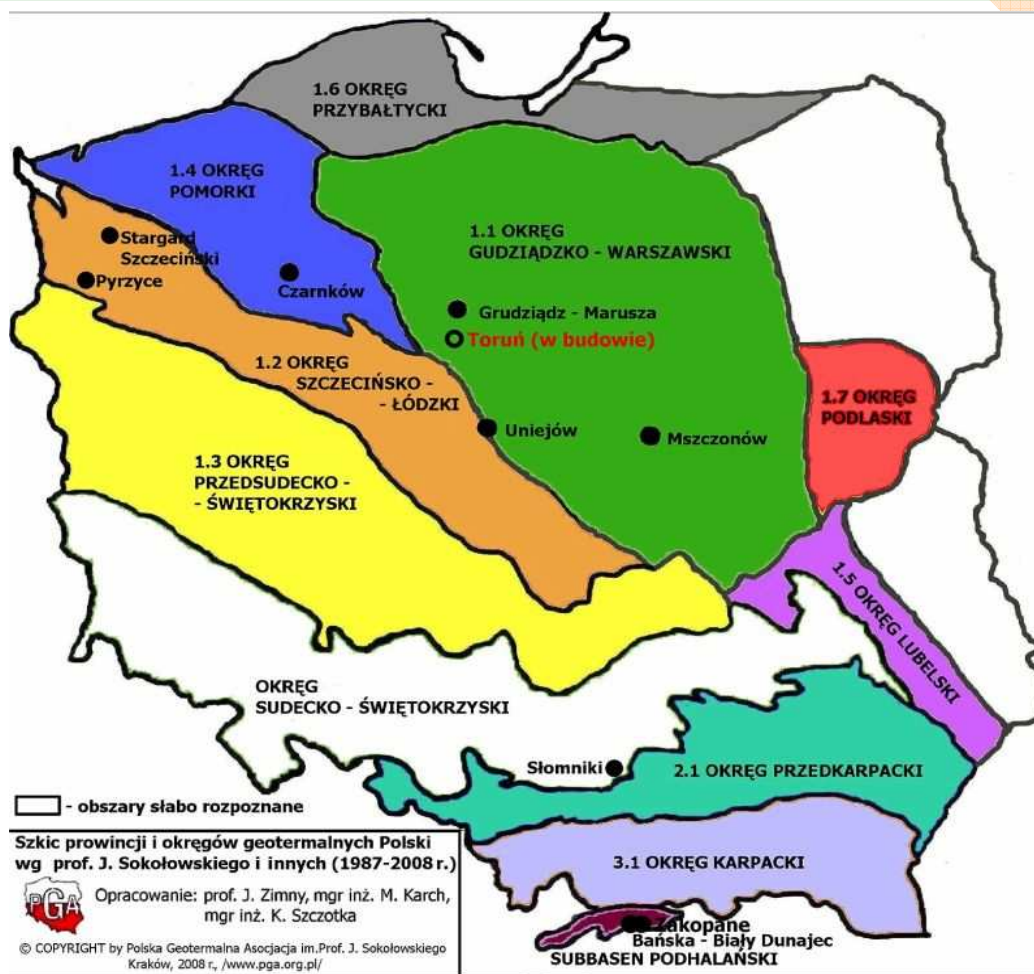 1.6 OKRĘG
PRZYBAŁTYCKI
1.4 OKRĘG
POMORKI
1.1 OKRĘG
GUDZIĄDZKO - WARSZAWSKI
Stargard
Szczeciński
Pyrzyce
Czarnków
Grudziądz - Marusza
Toruń (w budowie)
1.2 OKRĘG
SZCZECIŃSKO -
- ŁÓDZKI
1.7 OKRĘG
PODLASKI
Uniejów
Mszczonów
1.3 OKRĘG
PRZEDSUDECKO -
- ŚWIĘTOKRZYSKI
1.5 OKRĘG LUBELSKI
OKRĘG
SUDECKO - ŚWIĘTOKRZYSKI
Słomniki
2.1 OKRĘG PRZEDKARPACKI
- obszary słabo rozpoznane
3.1 OKRĘG KARPACKI
Zakopane
Bańska - Biały Dunajec
SUBBASEN PODHALAŃSKI
Szkic prowincji i okręgów geotermalnych Polski
wg prof. J. Sokołowskiego i innych (1987-2008 r.)
PGA
Opracowanie: prof. J. Zimny, mgr inż. M. Karch,
mgr inż. K. Szczotka
© COPYRIGHT by Polska Geotermalna Asocjacja im.Prof. J. Sokołowskiego
Kraków, 2008 r., /www.pga.org.pl/